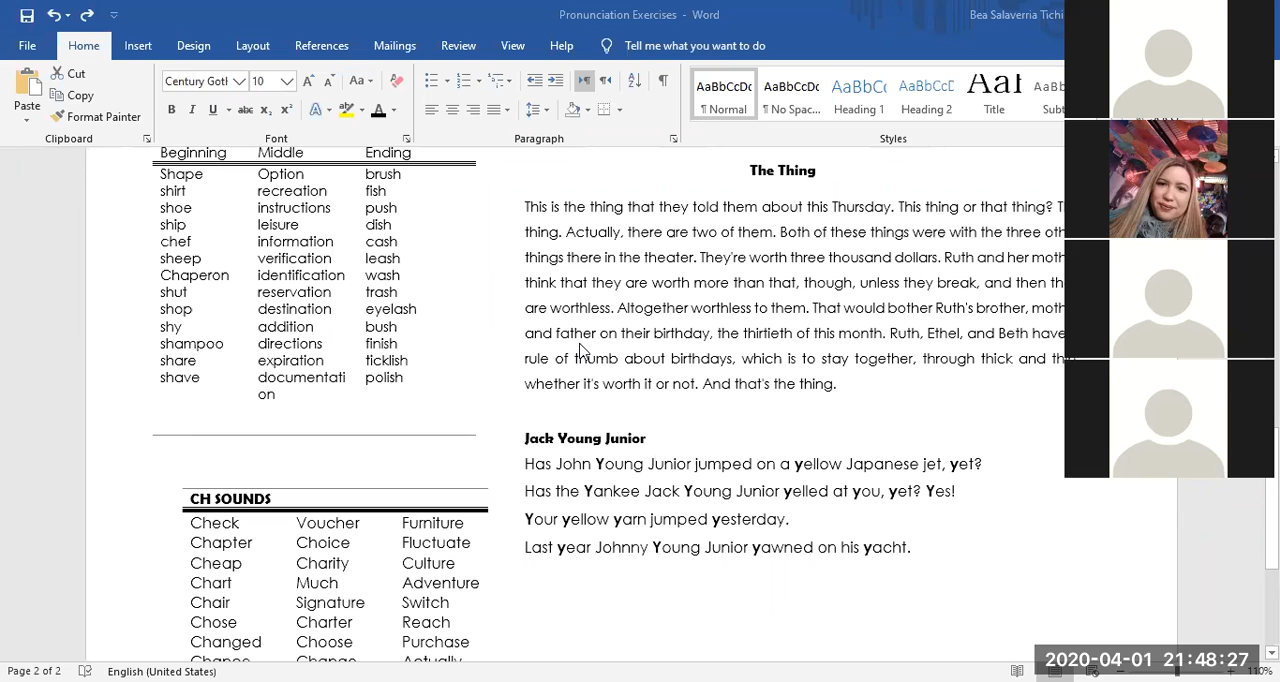 Pronunciation Exercises - Word
Bea Salaverria Tichi
File Home Insert Design Layout References Mailings Review View Help Tell me what you want to do
Cut
Copy
Format Painter
Paste
Century Goth 10
Clipboard Font Paragraph Styles
AaBbCcDc AaBbCcDc AaBbCc AaBbCcD AaB
¶ Normal ¶ No Spac... Heading 1 Heading 2 Title
Beginning Middle Ending
Shape Option brush
shirt recreation fish
shoe instructions push
ship leisure dish
chef information cash
sheep verification leash
Chaperon identification wash
shut reservation trash
shop destination eyelash
shy addition bush
shampoo directions finish
share expiration ticklish
shave documentati polish
on
CH SOUNDS
Check Voucher Furniture
Chapter Choice Fluctuate
Cheap Charity Culture
Chart Much Adventure
Chair Signature Switch
Chose Charter Reach
Changed Choose Purchase
Change Actually
The Thing
This is the thing that they told them about this Thursday. This thing or that thing?
thing. Actually, there are two of them. Both of these things were with the three
things there in the theater. They're worth three thousand dollars. Ruth and her
think that they are worth more than that, though, unless they break, and then
are worthless. Altogether worthless to them. That would bother Ruth's brother,
and father on their birthday, the thirtieth of this month. Ruth, Ethel, and Beth have
rule of thumb about birthdays, which is to stay together, through thick and
whether it's worth it or not. And that's the thing.
Jack Young Junior
Has John Young Junior jumped on a yellow Japanese jet, yet?
Has the Yankee Jack Young Junior yelled at you, yet? Yes!
Your yellow yarn jumped yesterday.
Last year Johnny Young Junior yawned on his yacht.
Page 2 of 2 English (United States)
110%
2020-04-01 21:48:27